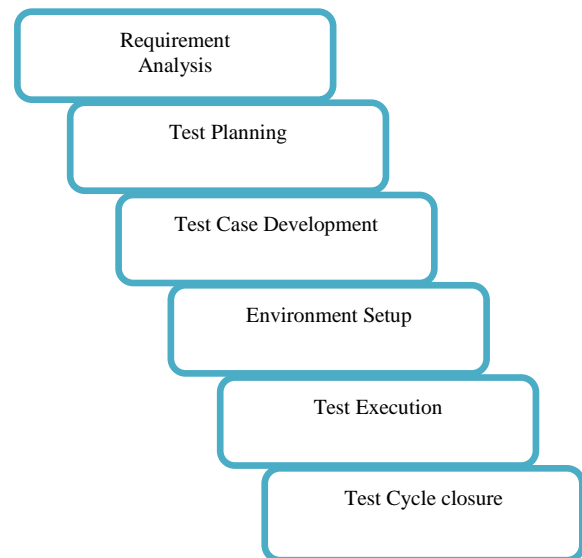 Requirement
Analysis
Test Planning
Test Case Development
Environment Setup
Test Execution
Test Cycle closure